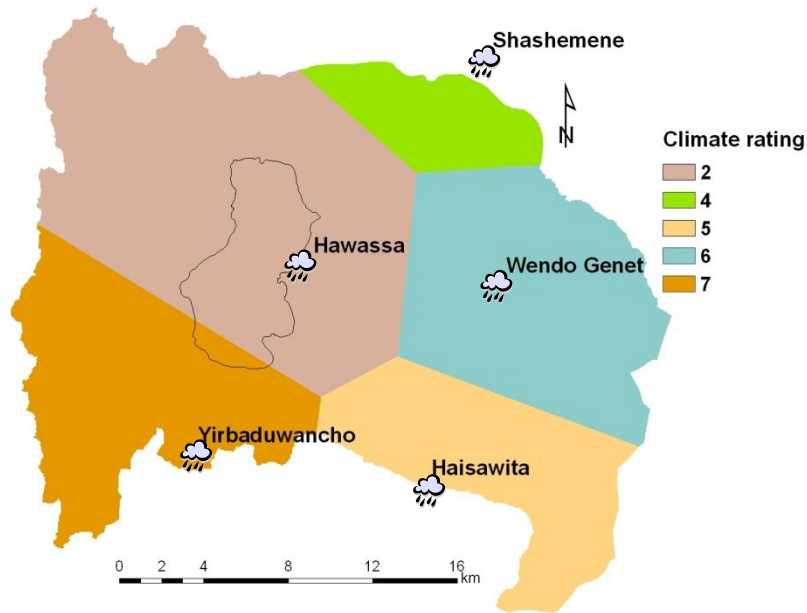 Shashemene
N
Climate rating
2
4
5
6
7
Hawassa
Wendo Genet
Yirbaduwancho
Haisawita
0 2 4 8 12 16
km